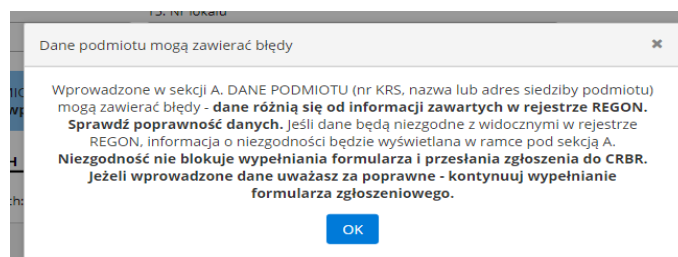 15. Nr lokalu
Dane podmiotu mogą zawierać błędy
Wprowadzone w sekcji A. DANE PODMIOTU (nr KRS, nazwa lub adres siedziby podmiotu)
mogą zawierać błędy - dane różnią się od informacji zawartych w rejestrze REGON.
Sprawdź poprawność danych. Jeśli dane będą niezgodne z widocznymi w rejestrze
REGON, informacja o niezgodności będzie wyświetlana w ramce pod sekcją A.
Niezgodność nie blokuje wypełniania formularza i przesłania zgłoszenia do CRBR.
Jeżeli wprowadzone dane uważasz za poprawne - kontynuuj wypełnianie
formularza zgłoszeniowego.
OK